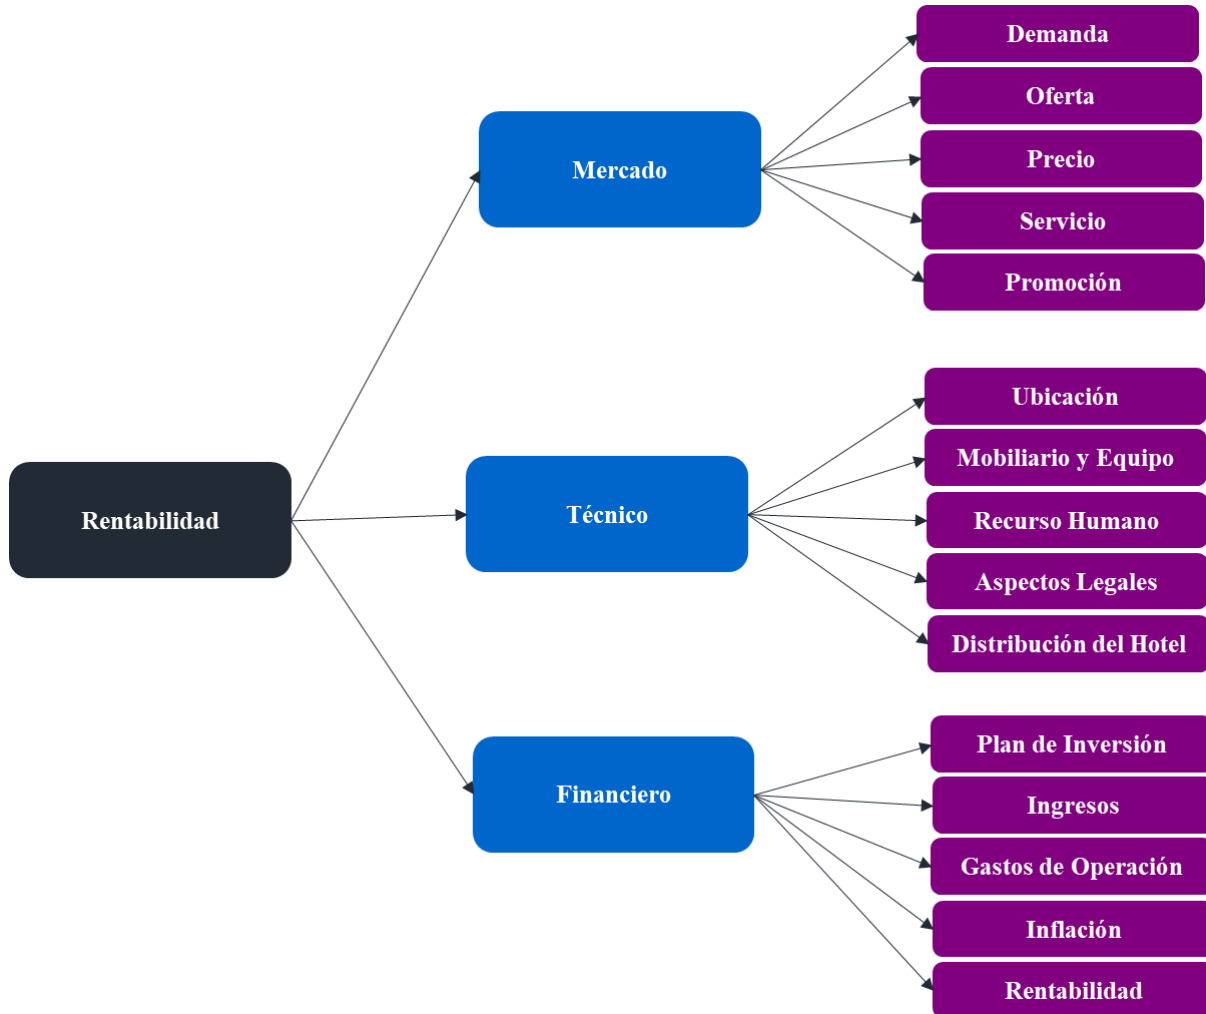 Rentabilidad
Mercado
Demanda
Oferta
Precio
Servicio
Promoción
Técnico
Ubicación
Mobiliario y Equipo
Recurso Humano
Aspectos Legales
Distribución del Hotel
Financiero
Plan de Inversión
Ingresos
Gastos de Operación
Inflación
Rentabilidad